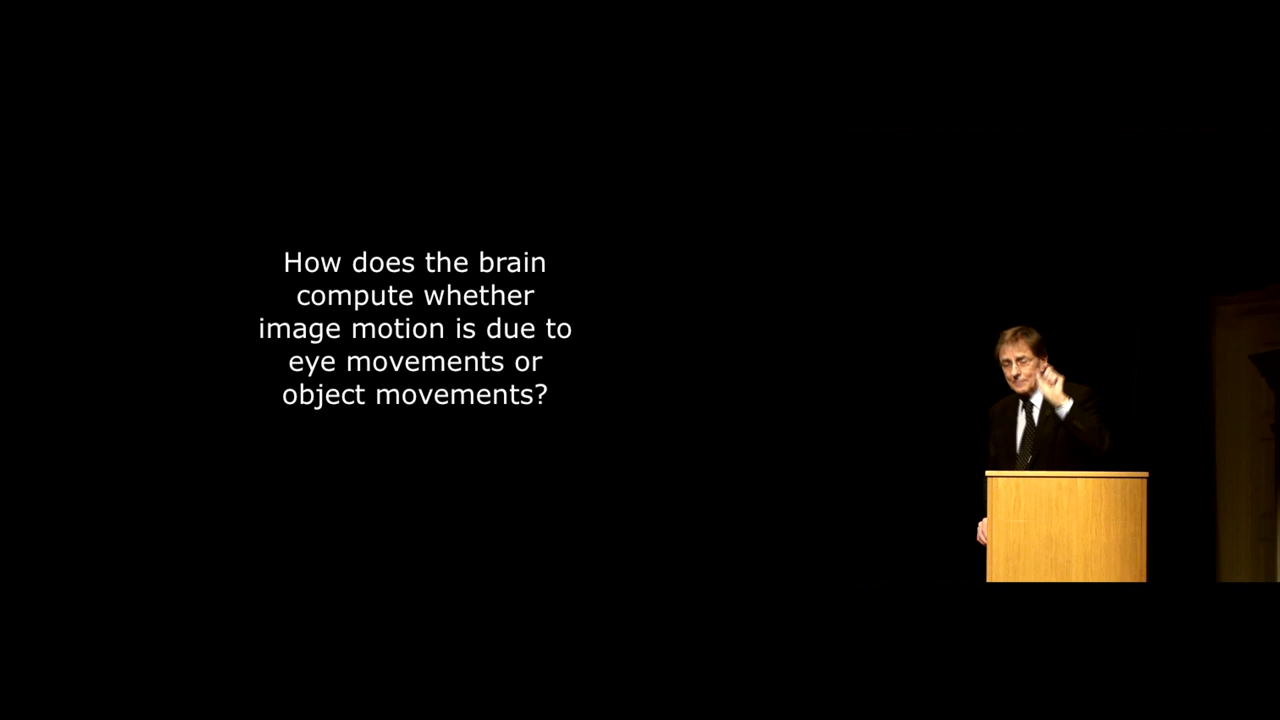 How does the brain
compute whether
image motion is due to
eye movements or
object movements?